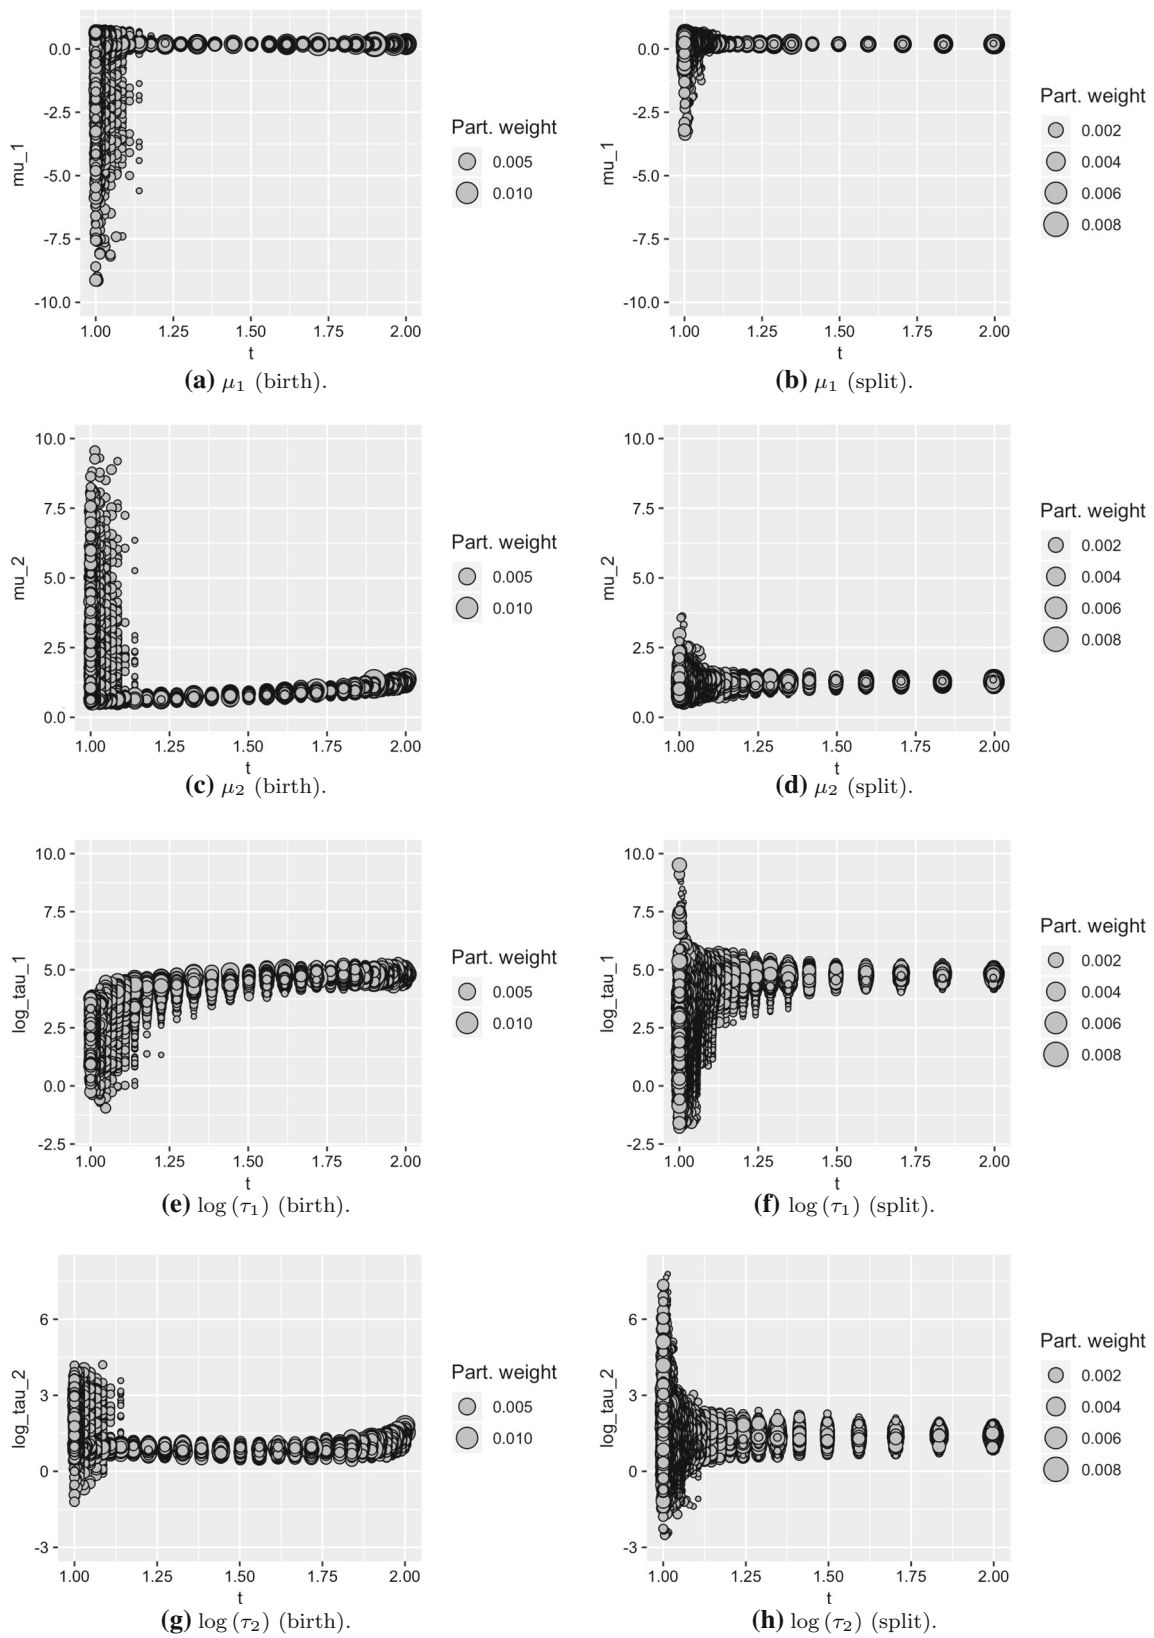 0.0
-2.5
-5.0
-7.5
-10.0
mu_1
1.00 1.25 1.50 1.75 2.00
t
Part. weight
0.005
0.010
(a) μ1 (birth).
0.0
-2.5
-5.0
-7.5
-10.0
mu_1
1.00 1.25 1.50 1.75 2.00
t
Part. weight
0.002
0.004
0.006
0.008
(b) μ1 (split).
10.0
7.5
5.0
2.5
0.0
mu_2
1.00 1.25 1.50 1.75 2.00
t
Part. weight
0.005
0.010
(c) μ2 (birth).
10.0
7.5
5.0
2.5
0.0
mu_2
1.00 1.25 1.50 1.75 2.00
t
Part. weight
0.002
0.004
0.006
0.008
(d) μ2 (split).
10.0
7.5
5.0
2.5
0.0
-2.5
log_tau_1
1.00 1.25 1.50 1.75 2.00
t
Part. weight
0.005
0.010
(e) log (τ1) (birth).
10.0
7.5
5.0
2.5
0.0
-2.5
log_tau_1
1.00 1.25 1.50 1.75 2.00
t
Part. weight
0.002
0.004
0.006
0.008
(f) log (τ1) (split).
6
3
0
-3
log_tau_2
1.00 1.25 1.50 1.75 2.00
t
Part. weight
0.005
0.010
(g) log (τ2) (birth).
6
3
0
-3
log_tau_2
1.00 1.25 1.50 1.75 2.00
t
Part. weight
0.002
0.004
0.006
0.008
(h) log (τ2) (split).